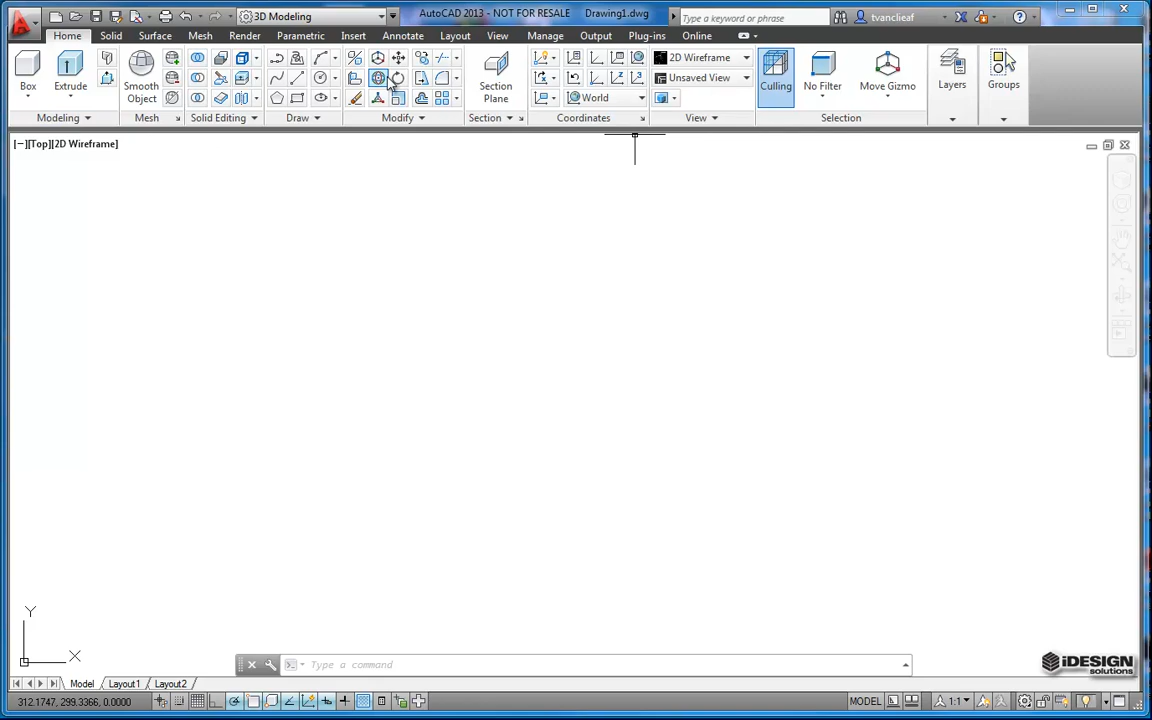 3D Modeling
AutoCAD 2013 - NOT FOR RESALE Drawing1.dwg
Type a keyword or phrase
tvanclieaf
Home Solid Surface Mesh Render Parametric Insert Annotate Layout View Manage Output Plug-ins Online
Box
Extrude
Smooth
Object
Section
Plane
2D Wireframe
Unsaved View
World
Culling
No Filter
Move Gizmo
Layers
Groups
Modeling Mesh Solid Editing Draw Modify Section Coordinates View Selection
[−][Top][2D Wireframe]
Y
X
Type a command
iDESIGN
solutions
Model Layout1 Layout2
312.1747, 299.3366, 0.0000
MODEL
1:1